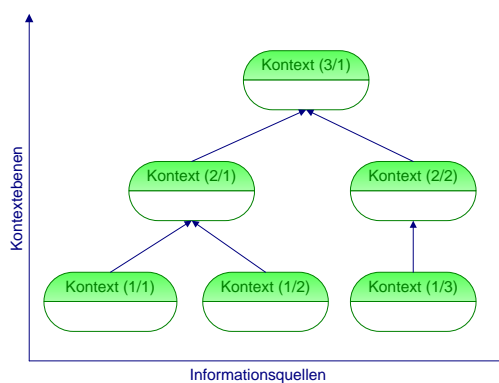 Kontext (3/1)
Kontextebenen
Kontext (2/1)
Kontext (2/2)
Kontext (1/1)
Kontext (1/2)
Kontext (1/3)
Informationsquellen